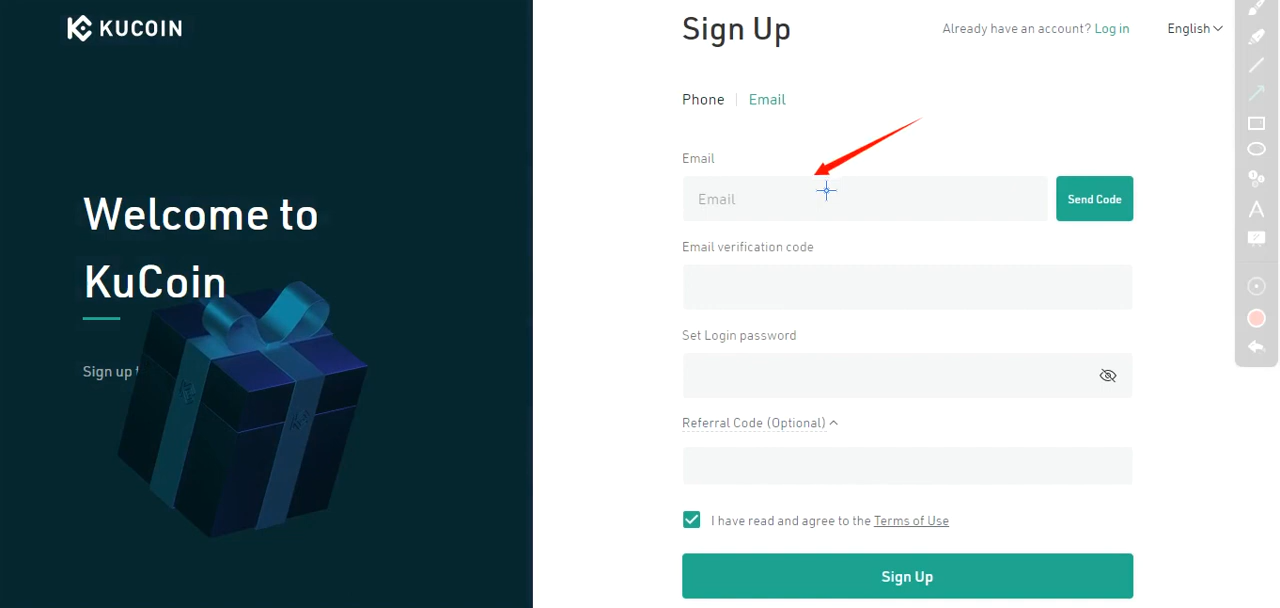 KUCOIN
Welcome to
KuCoin
Sign up
Sign Up
Already have an account? Log in
English
Phone | Email
Email
Email
Send Code
Email verification code
Set Login password
Referral Code (Optional)
I have read and agree to the Terms of Use
Sign Up